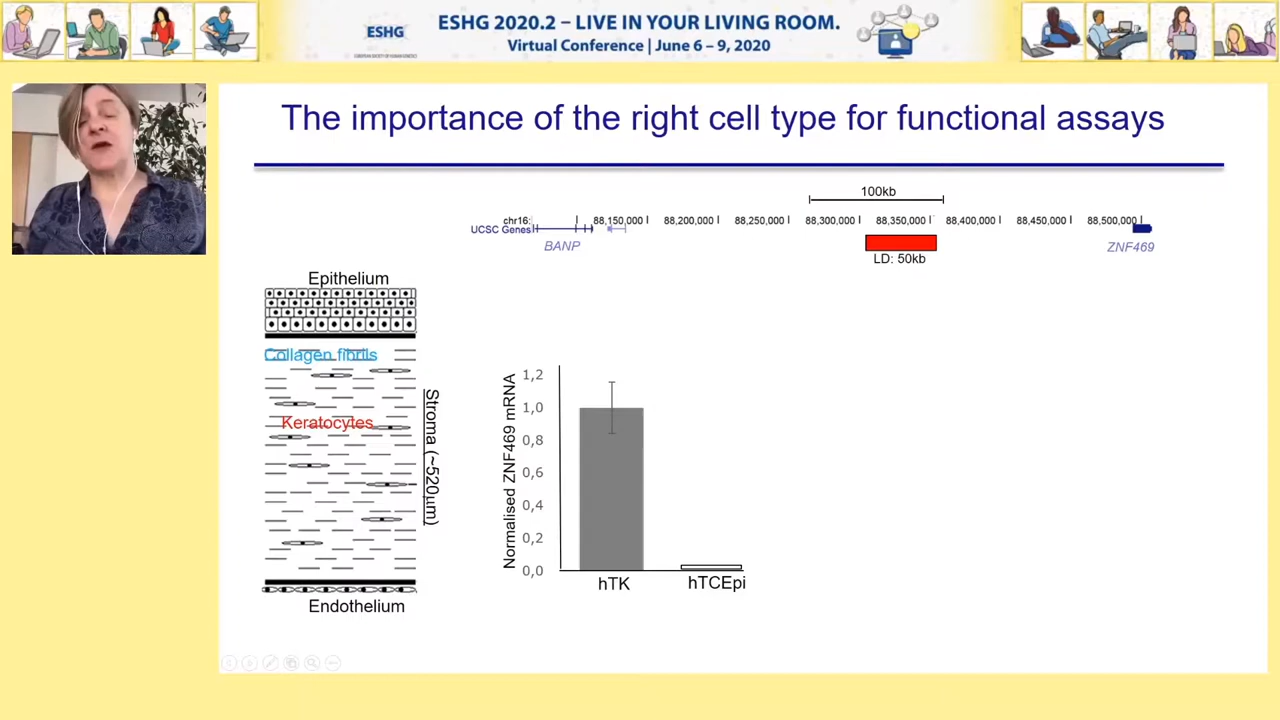 ESHG
ESHG 2020.2 – LIVE IN YOUR LIVING ROOM.
Virtual Conference | June 6 – 9, 2020
The importance of the right cell type for functional assays
100kb
chr16: 88,150,000 88,200,000 88,250,000 88,300,000 88,350,000 88,400,000 88,450,000 88,500,000
UCSC Genes
BANP
ZNF469
LD: 50kb
Epithelium
Collagen fibrils
Keratocytes
Stroma (~520μm)
Endothelium
Normalised ZNF469 mRNA
1,2
1,0
0,8
0,6
0,4
0,2
0,0
hTK
hTCEpi